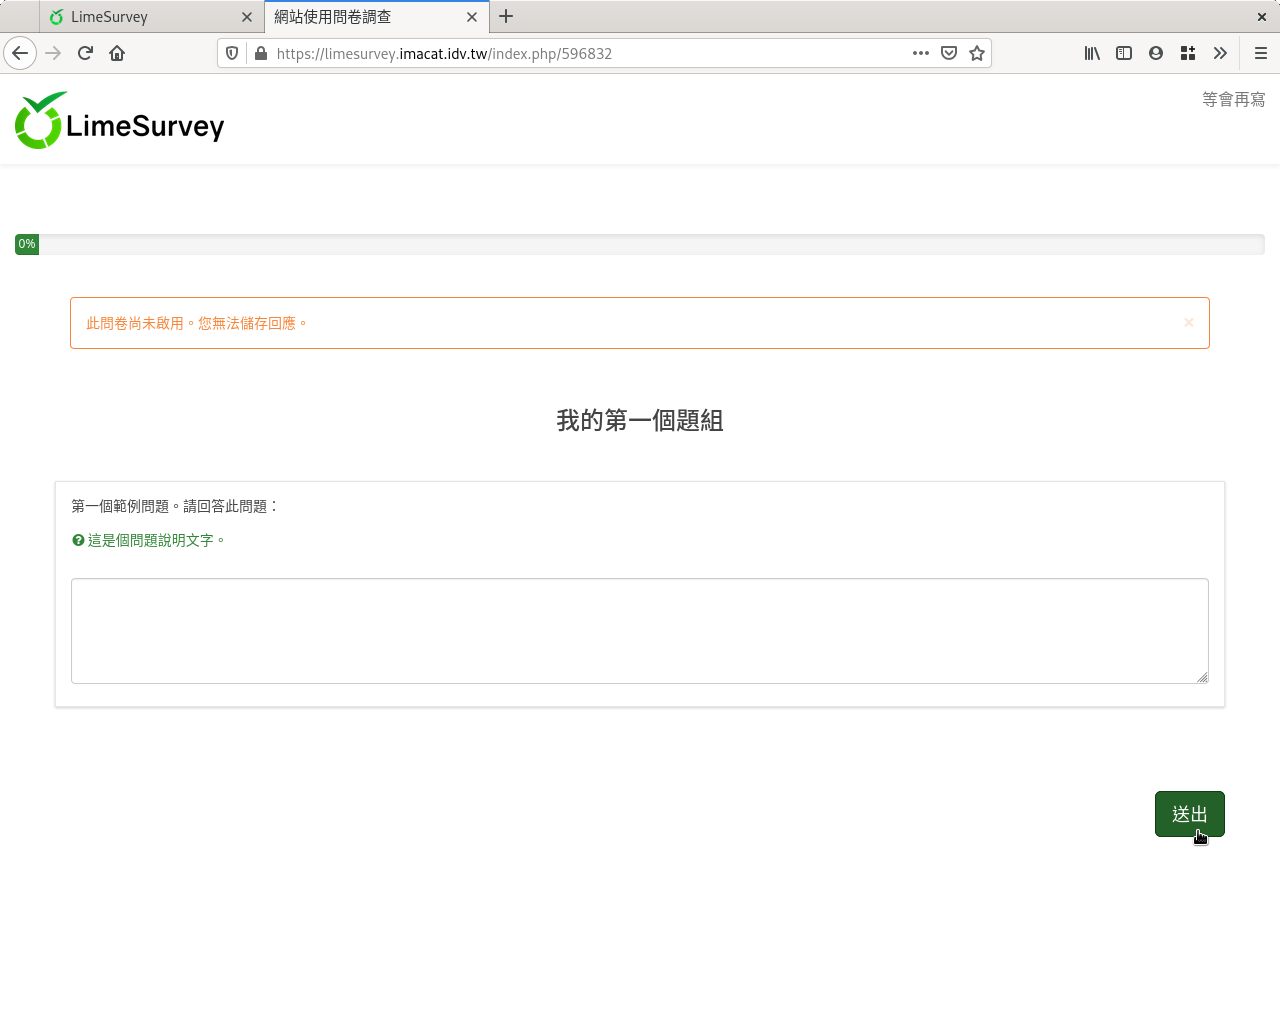 LimeSurvey
網站使用問卷調查
https://limesurvey.imacat.idv.tw/index.php/596832
LimeSurvey
等會再寫
0%
此問卷尚未啟用。您無法儲存回應。
我的第一個題組
第一個範例問題。請回答此問題：
這是個問題說明文字。
送出